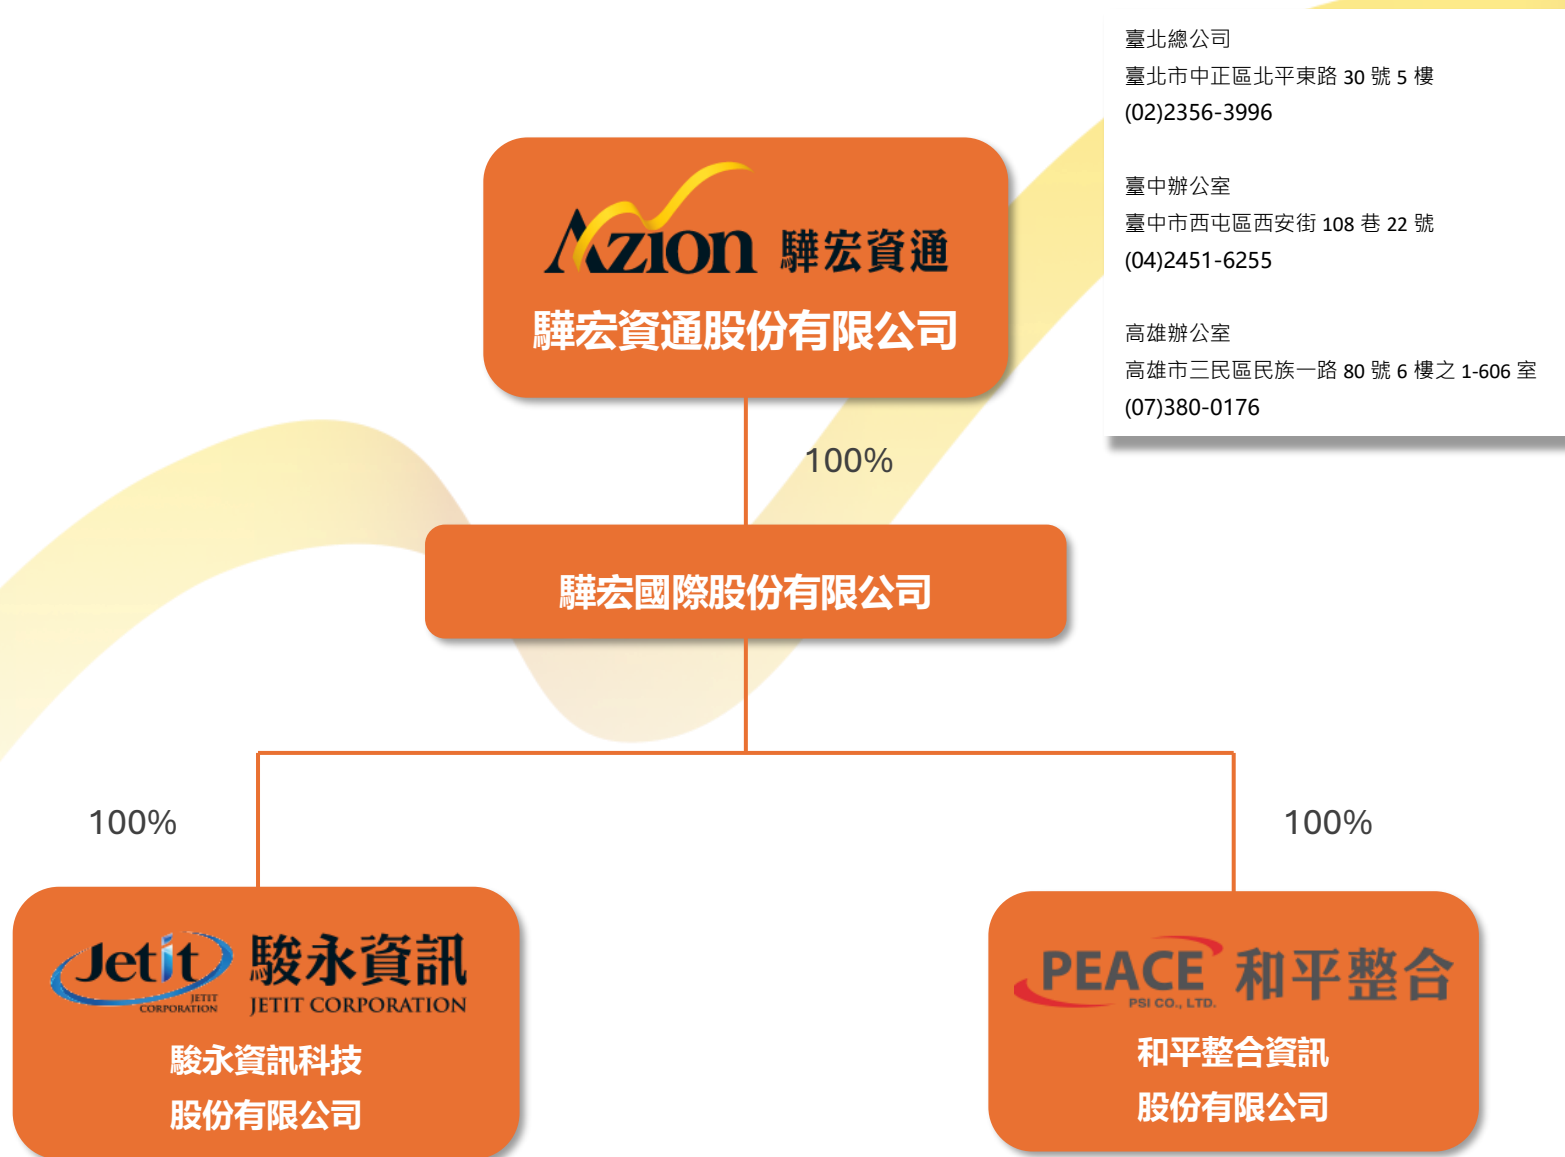 臺北總公司
臺北市中正區北平東路 30 號 5 樓
(02)2356-3996
臺中辦公室
臺中市西屯區西安街 108 巷 22 號
(04)2451-6255
高雄辦公室
高雄市三民區民族一路 80 號 6 樓之 1-606 室
(07)380-0176
Azion 驊宏資通
驊宏資通股份有限公司
100%
驊宏國際股份有限公司
100%
100%
Jetit
JETIT
CORPORATION
駿永資訊
JETIT CORPORATION
駿永資訊科技
股份有限公司
PEACE 和平整合
PSI CO., LTD.
和平整合資訊
股份有限公司